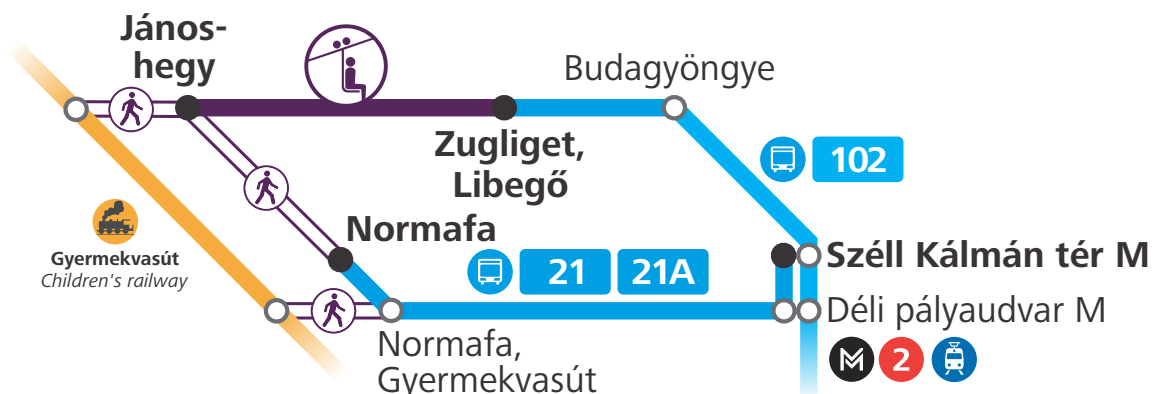 János-
hegy
Budagyöngye
Zugliget,
Libegő
102
Gyermekvasút
Children's railway
Normafa
21
21A
Széll Kálmán tér M
Déli pályaudvar M
M
2
Normafa,
Gyermekvasút